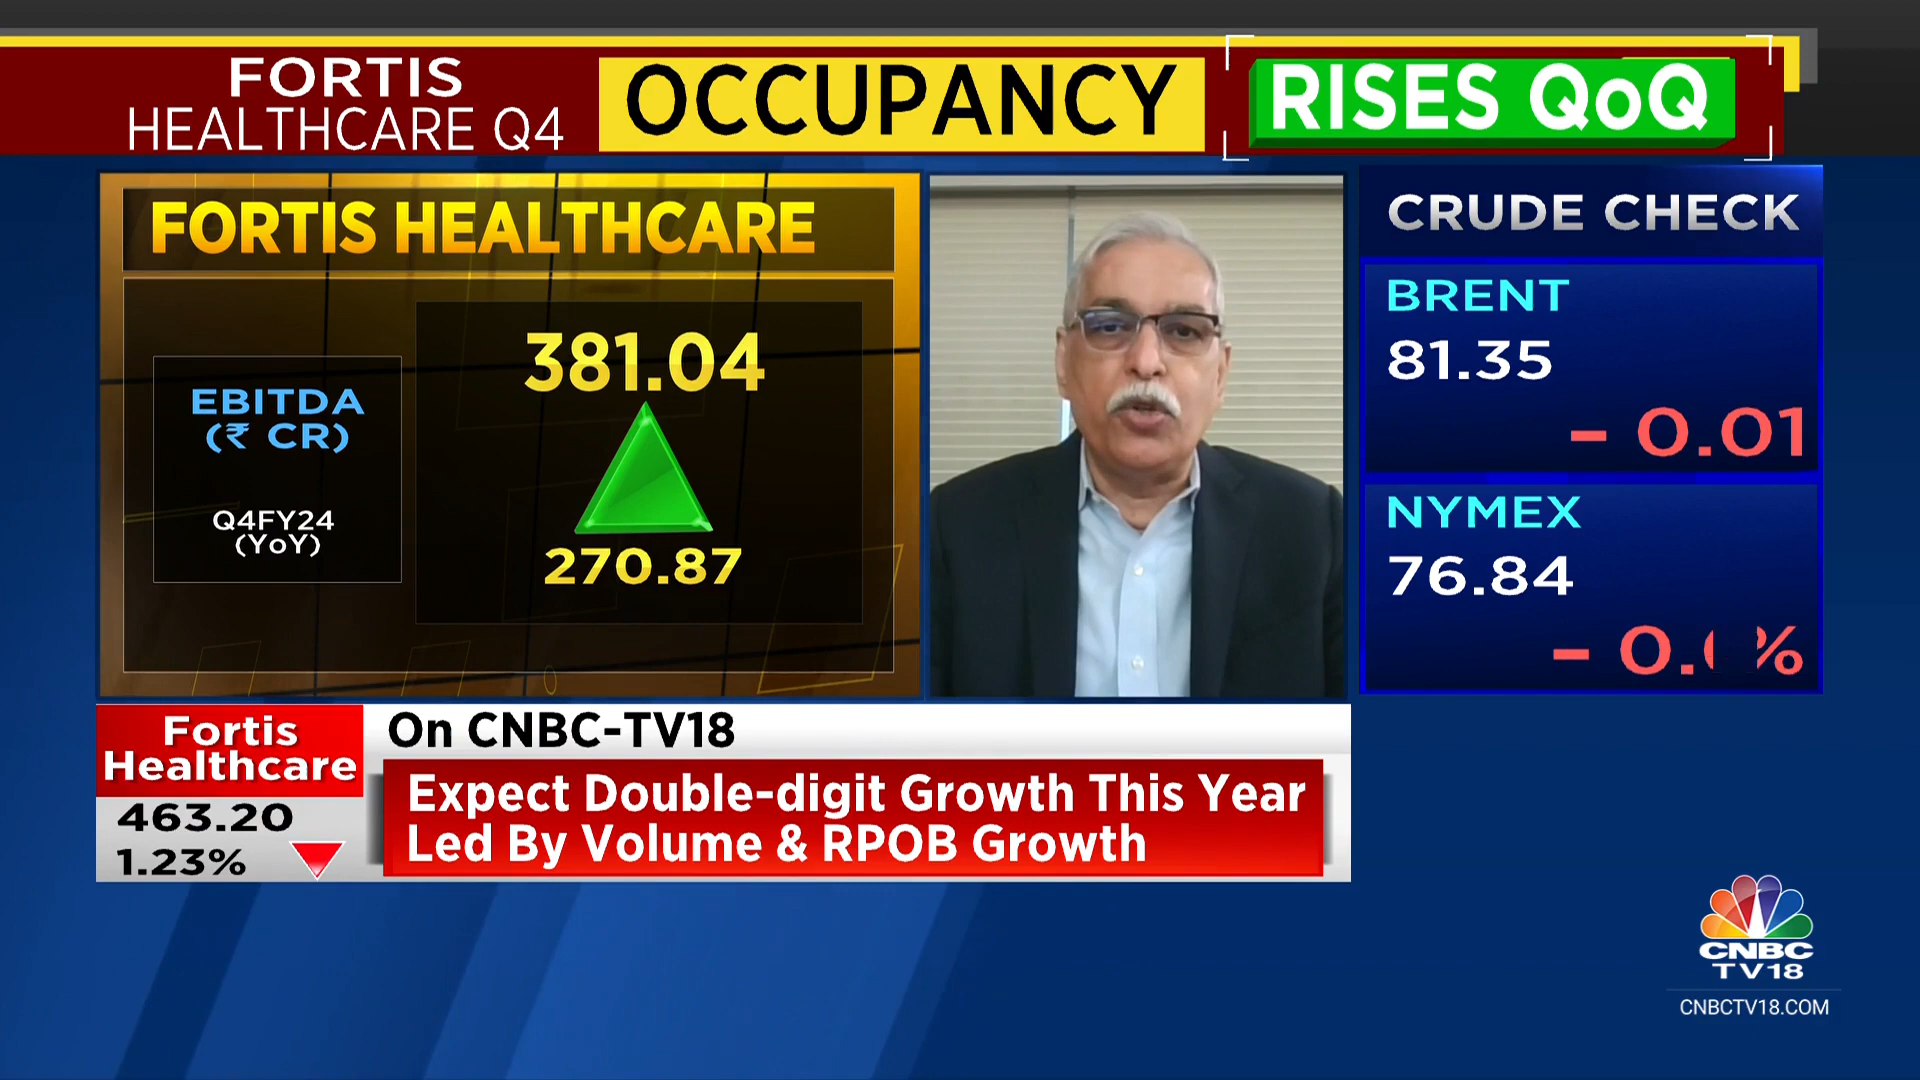 FORTIS
HEALTHCARE Q4
OCCUPANCY
RISES QoQ
FORTIS HEALTHCARE
EBITDA
(₹ CR)
Q4FY24
(YoY)
381.04
270.87
CRUDE CHECK
BRENT
81.35
- 0.01
NYMEX
76.84
Fortis
Healthcare
463.20
1.23%
On CNBC-TV18
Expect Double-digit Growth This Year
Led By Volume & RPOB Growth
CNBC
TV18
CNBCTV18.COM